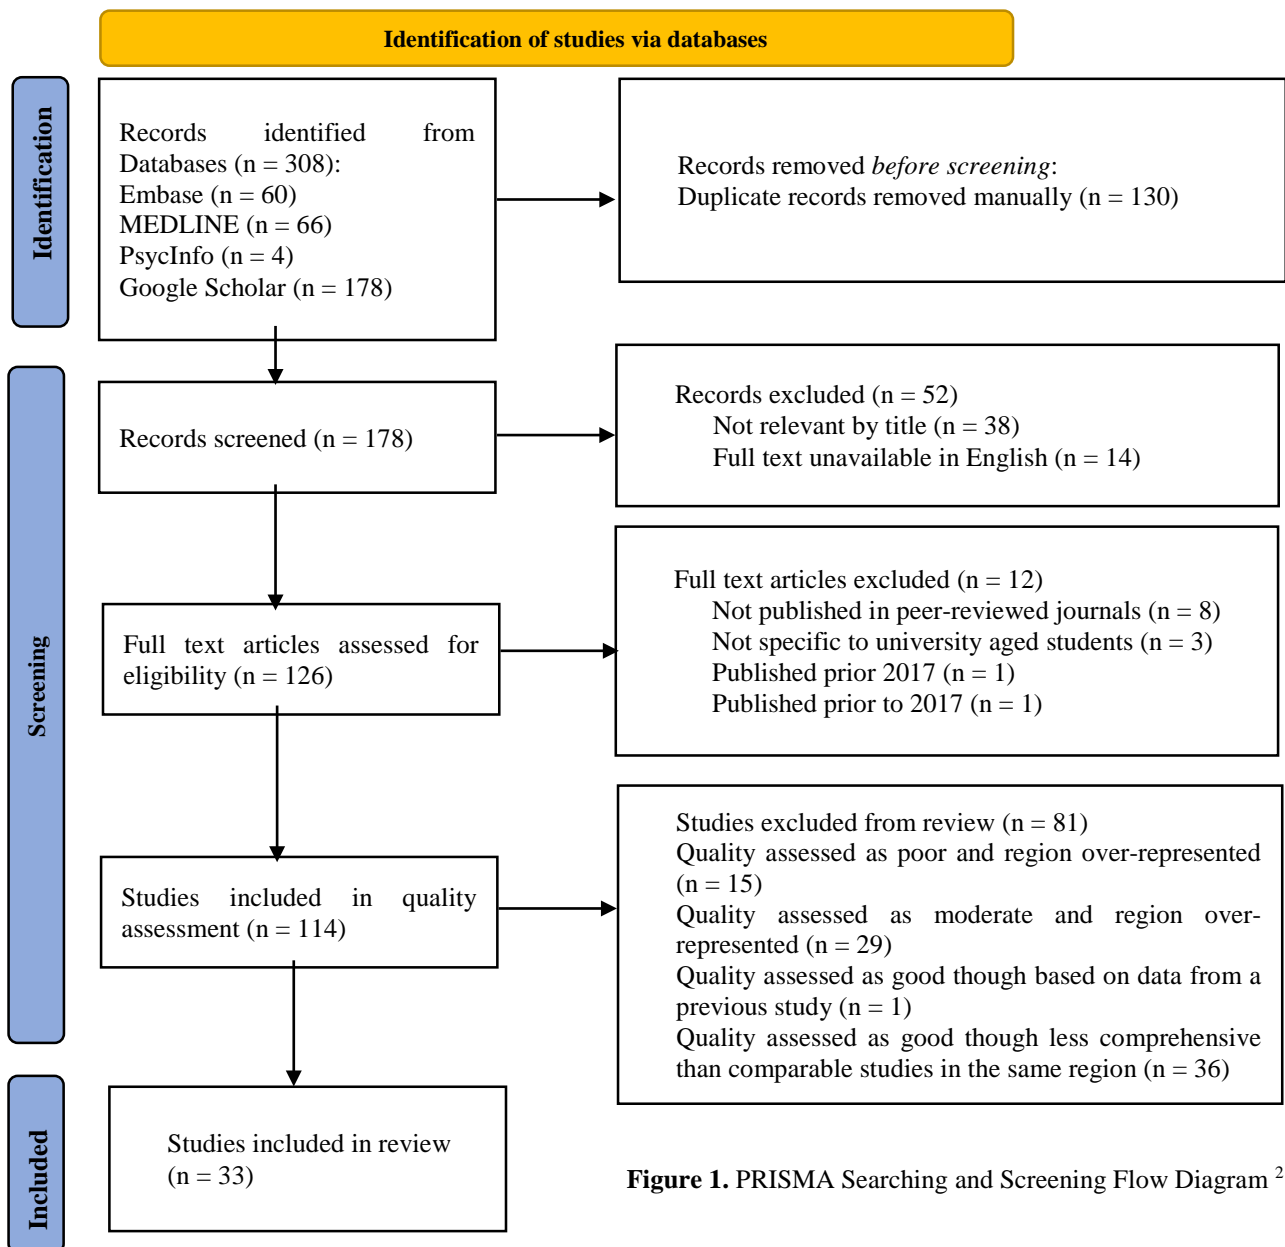 Identification of studies via databases
Identification
Records identified from
Databases (n = 308):
Embase (n = 60)
MEDLINE (n = 66)
PsycInfo (n = 4)
Google Scholar (n = 178)
Records removed before screening:
Duplicate records removed manually (n = 130)
Screening
Records screened (n = 178)
Records excluded (n = 52)
Not relevant by title (n = 38)
Full text unavailable in English (n = 14)
Full text articles assessed for
eligibility (n = 126)
Full text articles excluded (n = 12)
Not published in peer-reviewed journals (n = 8)
Not specific to university aged students (n = 3)
Published prior 2017 (n = 1)
Published prior to 2017 (n = 1)
Studies included in quality
assessment (n = 114)
Studies excluded from review (n = 81)
Quality assessed as poor and region over-represented
(n = 15)
Quality assessed as moderate and region over-
represented (n = 29)
Quality assessed as good though based on data from a
previous study (n = 1)
Quality assessed as good though less comprehensive
than comparable studies in the same region (n = 36)
Included
Studies included in review
(n = 33)
Figure 1. PRISMA Searching and Screening Flow Diagram 2